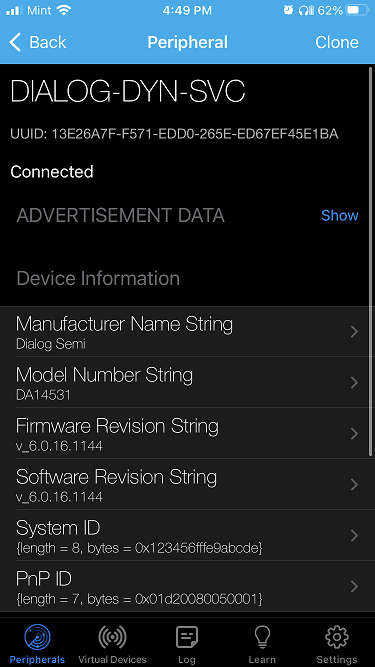 Mint 4:49 PM 62%
Back Peripheral Clone
DIALOG-DYN-SVC
UUID: 13E26A7F-F571-EDD0-265E-ED67EF45E1BA
Connected
ADVERTISEMENT DATA Show
Device Information
Manufacturer Name String
Dialog Semi
Model Number String
DA14531
Firmware Revision String
v_6.0.16.1144
Software Revision String
v_6.0.16.1144
System ID
{length = 8, bytes = 0x123456fffe9abcde}
PnP ID
{length = 7, bytes = 0x01d20080050001}
Peripherals Virtual Devices Log Learn Settings